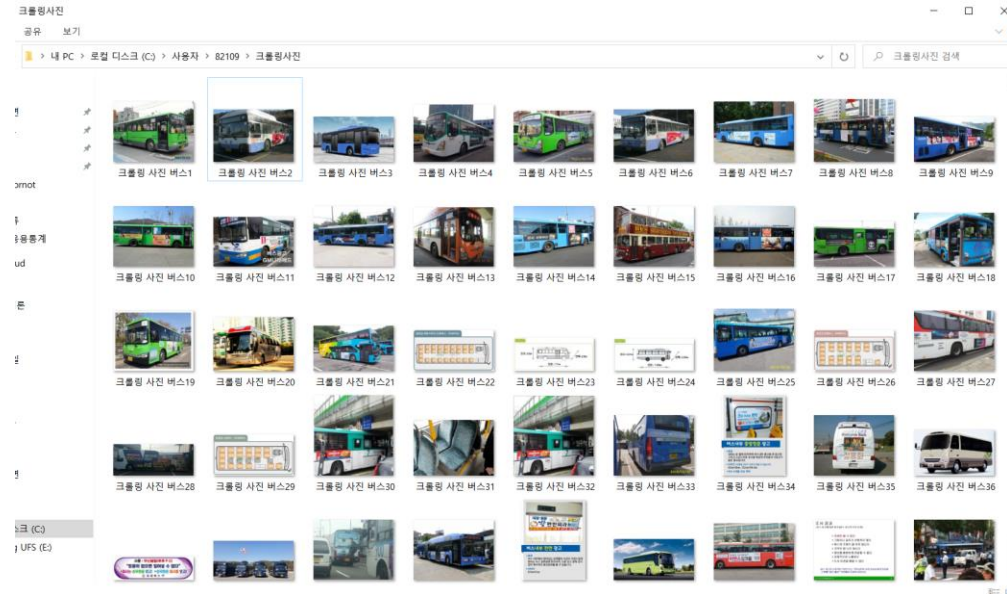 크롤링사진
공유 보기
내 PC > 로컬 디스크 (C:) > 사용자 > 82109 > 크롤링사진
크롤링사진 검색
ornot
응용통계
ud
론
크롤링 사진 버스1 크롤링 사진 버스2 크롤링 사진 버스3 크롤링 사진 버스4 크롤링 사진 버스5 크롤링 사진 버스6 크롤링 사진 버스7 크롤링 사진 버스8 크롤링 사진 버스9
크롤링 사진 버스10 크롤링 사진 버스11 크롤링 사진 버스12 크롤링 사진 버스13 크롤링 사진 버스14 크롤링 사진 버스15 크롤링 사진 버스16 크롤링 사진 버스17 크롤링 사진 버스18
크롤링 사진 버스19 크롤링 사진 버스20 크롤링 사진 버스21 크롤링 사진 버스22 크롤링 사진 버스23 크롤링 사진 버스24 크롤링 사진 버스25 크롤링 사진 버스26 크롤링 사진 버스27
크롤링 사진 버스28 크롤링 사진 버스29 크롤링 사진 버스30 크롤링 사진 버스31 크롤링 사진 버스32 크롤링 사진 버스33 크롤링 사진 버스34 크롤링 사진 버스35 크롤링 사진 버스36
스크 (C:)
UFS (E:)